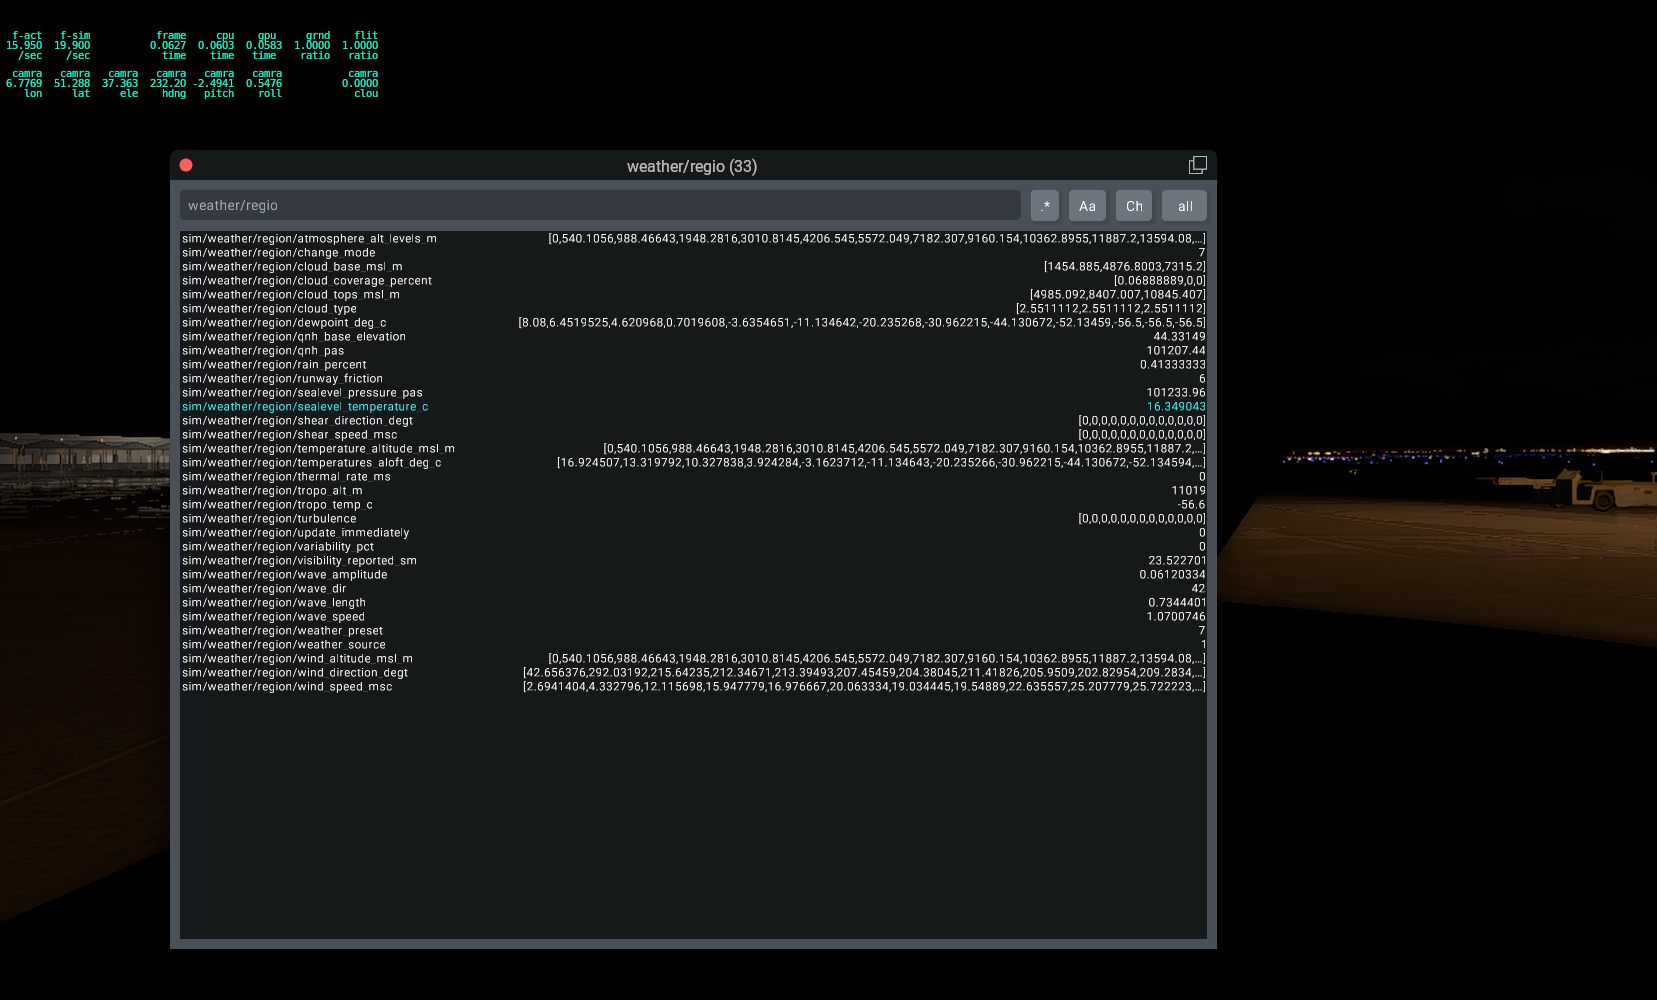 f-act f-sim frame cpu gpu grnd flit
15.950 19.900 0.0627 0.0603 0.0583 1.0000 1.0000
/sec /sec time time time ratio ratio
camra camra camra camra camra camra camra
6.7769 51.288 37.363 232.20 -2.4941 0.5476 0.0000
lon lat ele hdng pitch roll clou
weather/regio (33)
weather/regio .* Aa Ch all
sim/weather/region/atmosphere_alt_levels_m [0,540.1056,988.46643,1948.2816,3010.8145,4206.545,5572.049,7182.307,9160.154,10362.8955,11887.2,13594.08,...]
sim/weather/region/change_mode 7
sim/weather/region/cloud_base_msl_m [1454.885,4876.8003,7315.2]
sim/weather/region/cloud_coverage_percent [0.06888889,0,0]
sim/weather/region/cloud_tops_msl_m [4985.092,8407.007,10845.407]
sim/weather/region/cloud_type [2.5511112,2.5511112,2.5511112]
sim/weather/region/dewpoint_deg_c [8.08,6.4519525,4.620968,0.7019608,-3.6354651,-11.134642,-20.235268,-30.962215,-44.130672,-52.13459,-56.5,-56.5,-56.5]
sim/weather/region/qnh_base_elevation 44.33149
sim/weather/region/qnh_pas 101207.44
sim/weather/region/rain_percent 0.41333333
sim/weather/region/runway_friction 6
sim/weather/region/sealevel_pressure_pas 101233.96
sim/weather/region/sealevel_temperature_c 16.349043
sim/weather/region/shear_direction_degt [0,0,0,0,0,0,0,0,0,0,0,0,0]
sim/weather/region/shear_speed_msc [0,0,0,0,0,0,0,0,0,0,0,0,0]
sim/weather/region/temperature_altitude_msl_m [0,540.1056,988.46643,1948.2816,3010.8145,4206.545,5572.049,7182.307,9160.154,10362.8955,11887.2,...]
sim/weather/region/temperatures_aloft_deg_c [16.924507,13.319792,10.327838,3.924284,-3.1623712,-11.134643,-20.235266,-30.962215,-44.130672,-52.134594,...]
sim/weather/region/thermal_rate_ms 0
sim/weather/region/tropo_alt_m 11019
sim/weather/region/tropo_temp_c -56.6
sim/weather/region/turbulence [0,0,0,0,0,0,0,0,0,0,0,0,0]
sim/weather/region/update_immediately 0
sim/weather/region/variability_pct 0
sim/weather/region/visibility_reported_sm 23.522701
sim/weather/region/wave_amplitude 0.06120334
sim/weather/region/wave_dir 42
sim/weather/region/wave_length 0.7344401
sim/weather/region/wave_speed 1.0700746
sim/weather/region/weather_preset 7
sim/weather/region/weather_source 1
sim/weather/region/wind_altitude_msl_m [0,540.1056,988.46643,1948.2816,3010.8145,4206.545,5572.049,7182.307,9160.154,10362.8955,11887.2,13594.08,...]
sim/weather/region/wind_direction_degt [42.656376,292.03192,215.64235,212.34671,213.39493,207.45459,204.38045,211.41826,205.9509,202.82954,209.2834,...]
sim/weather/region/wind_speed_msc [2.6941404,4.332796,12.115698,15.947779,16.976667,20.063334,19.034445,19.54889,22.635557,25.207779,25.722223,...]